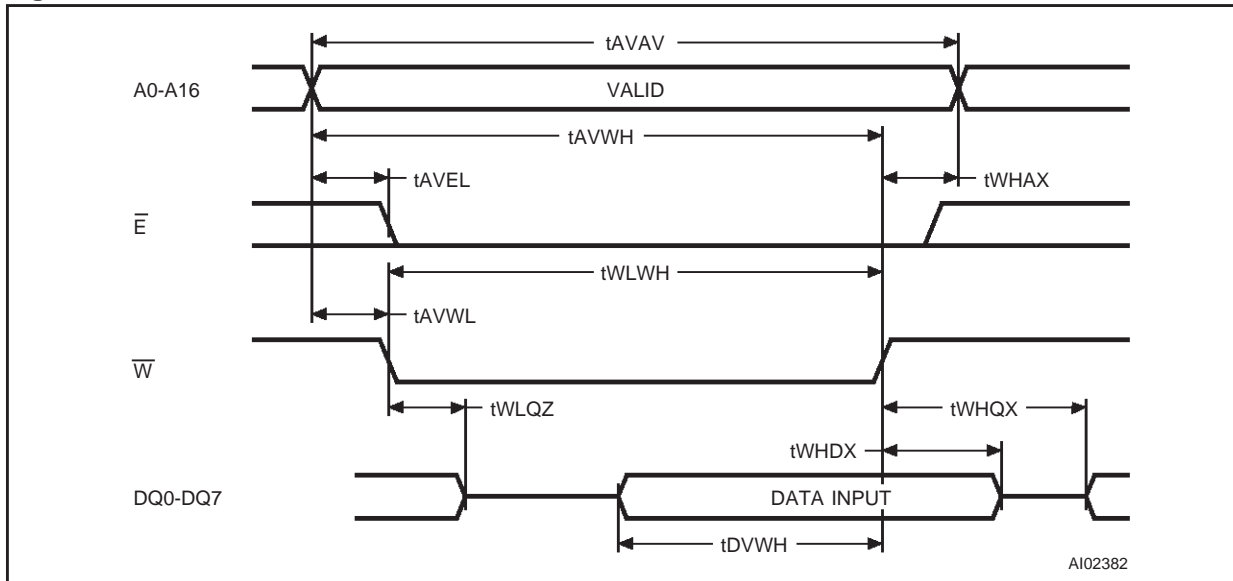 tAVAV
A0-A16
VALID
tAVWH
tAVEL
tWHAX
E
tWLWH
tAVWL
W
tWLQZ
tWHQX
tWHDX
DQ0-DQ7
DATA INPUT
tDVWH
AI02382